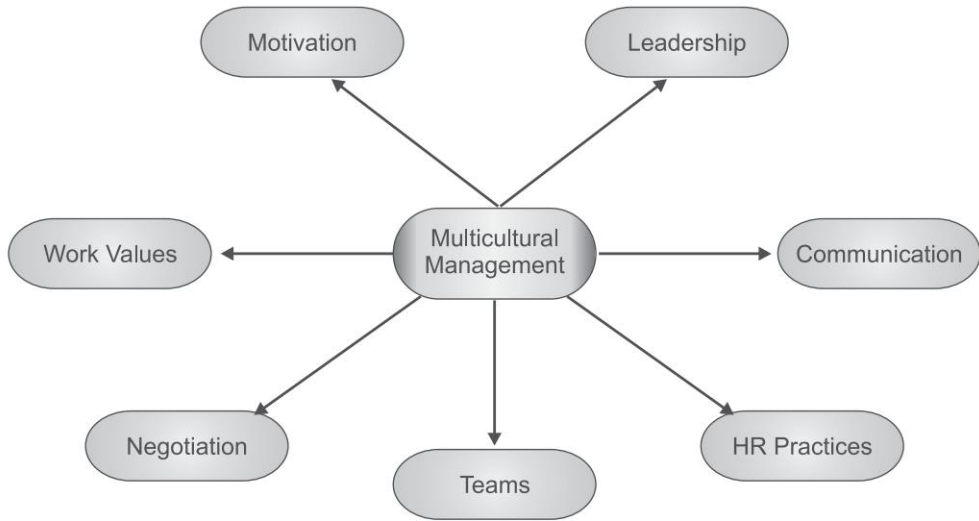 Motivation
Leadership
Work Values
Multicultural
Management
Communication
Negotiation
Teams
HR Practices